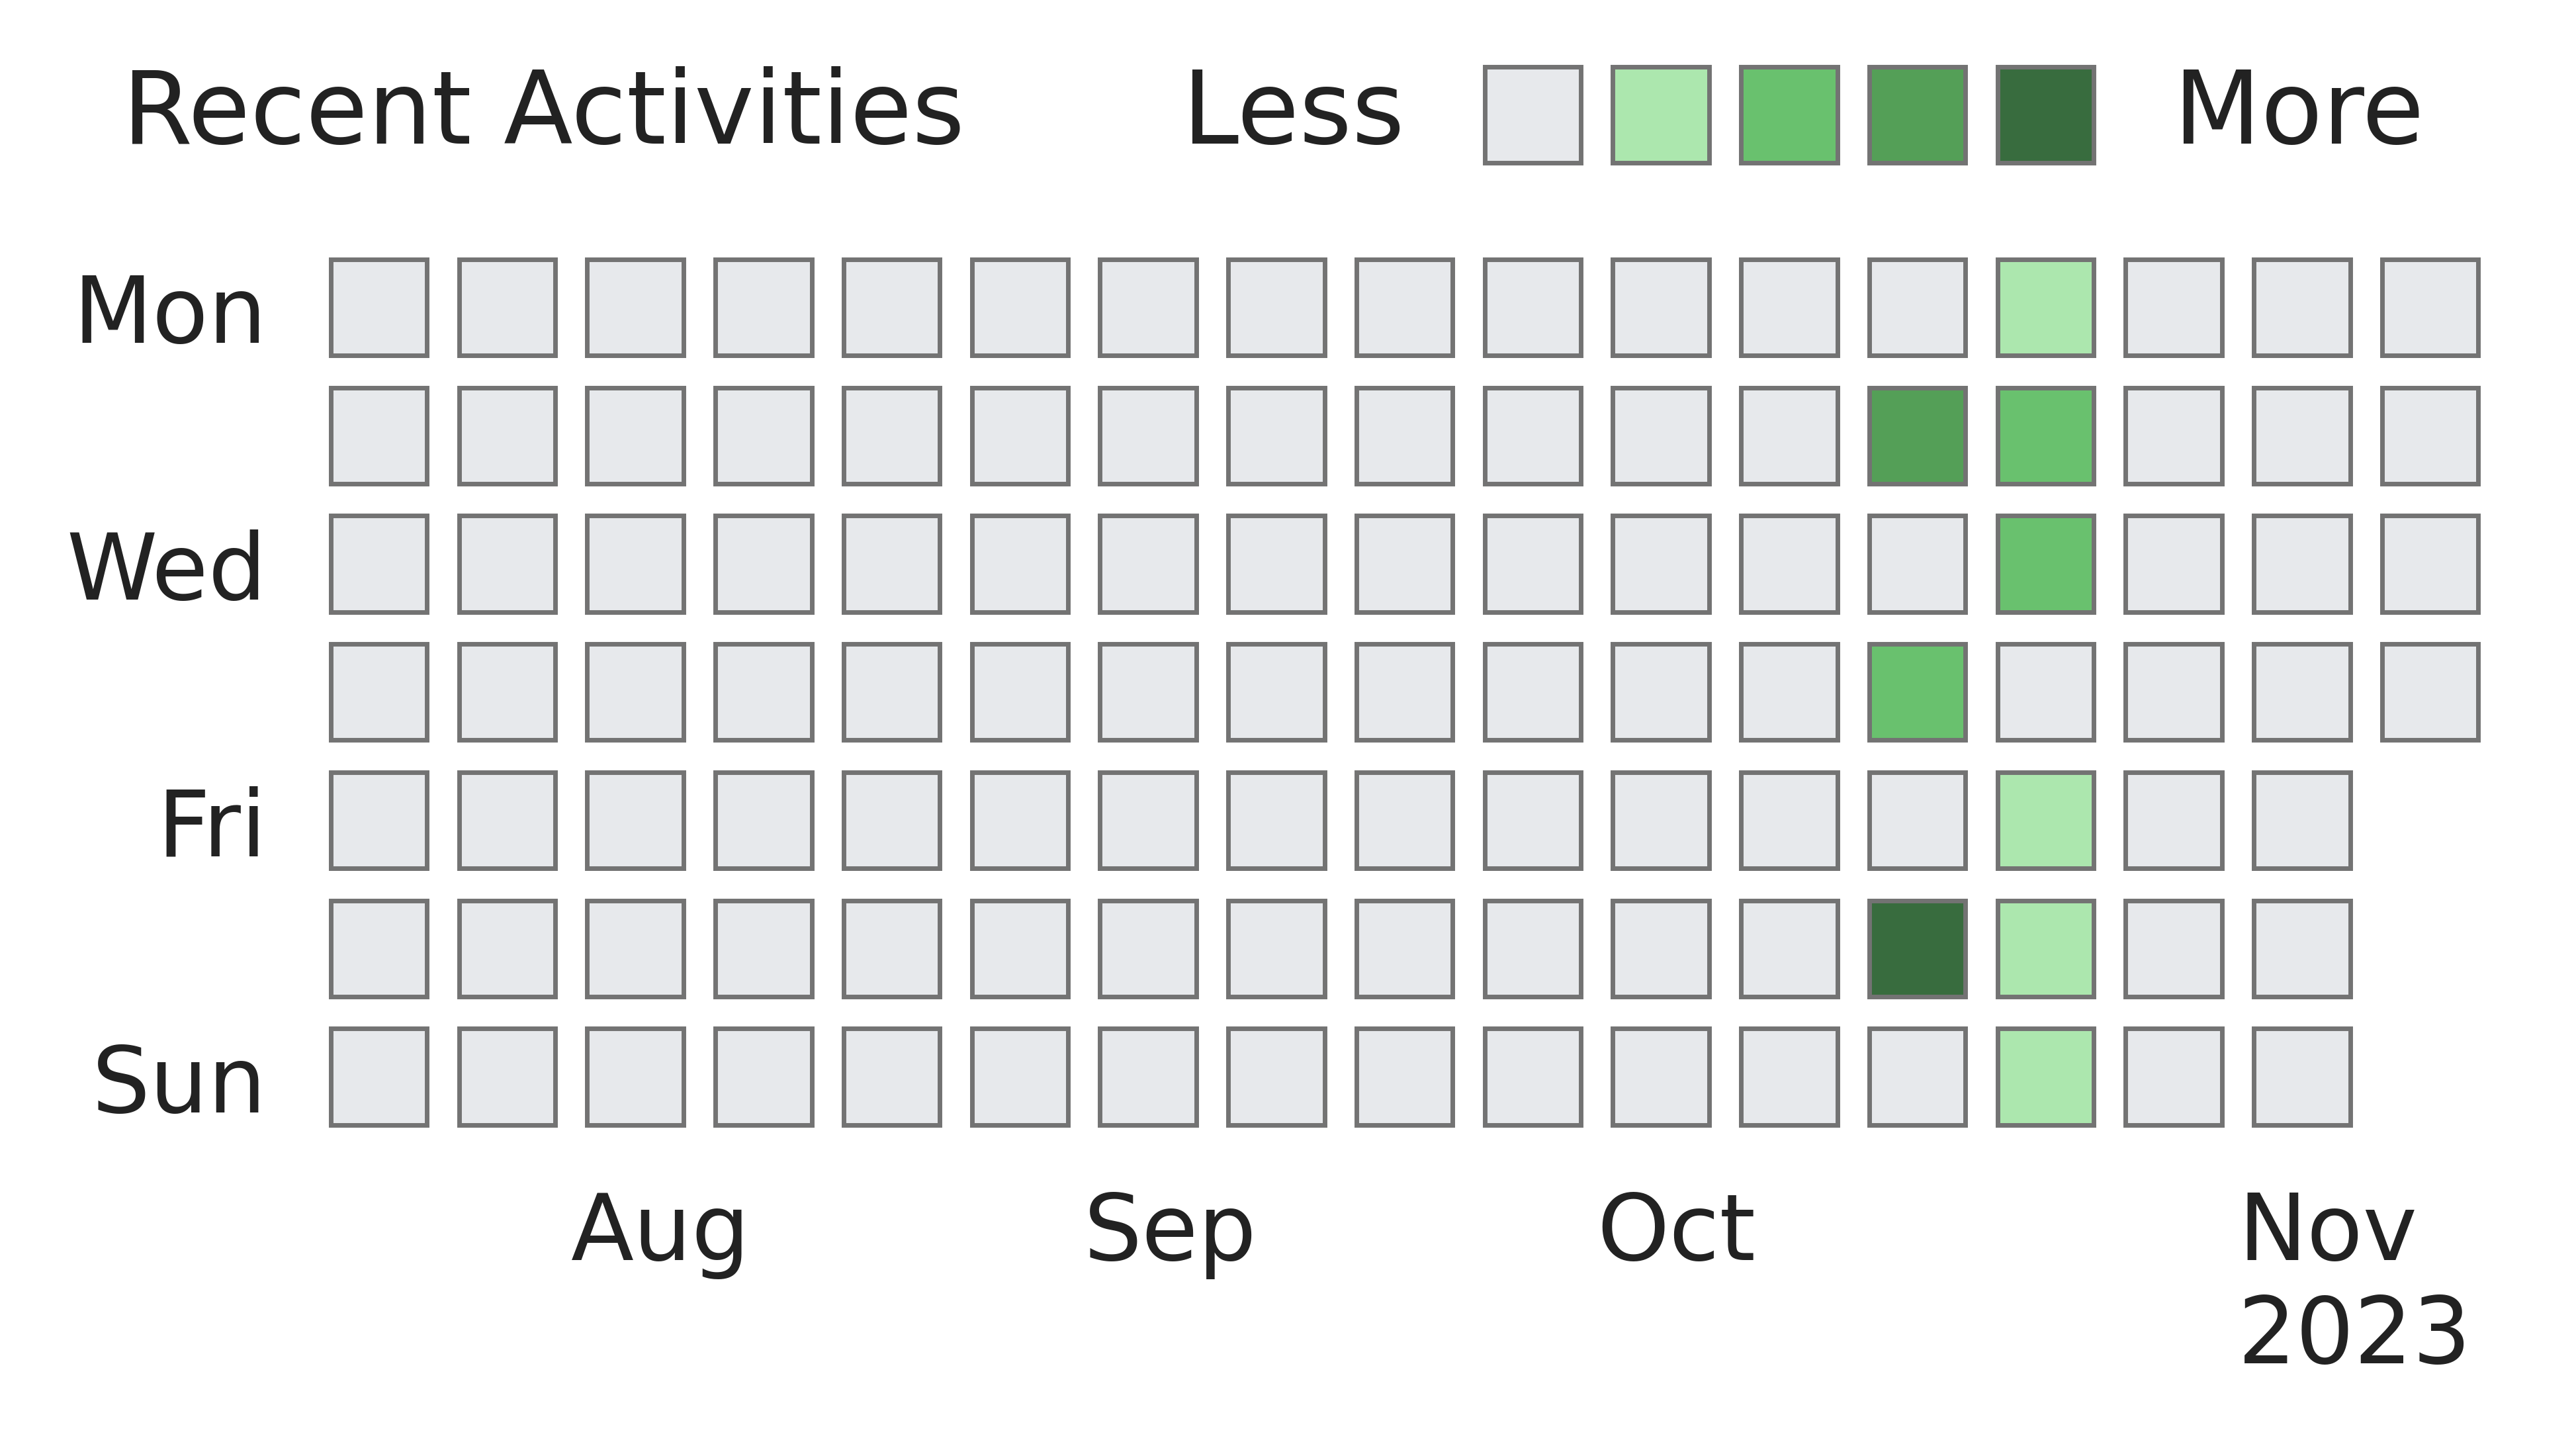 Recent Activities Less More
Mon
Wed
Fri
Sun
Aug Sep Oct Nov
2023